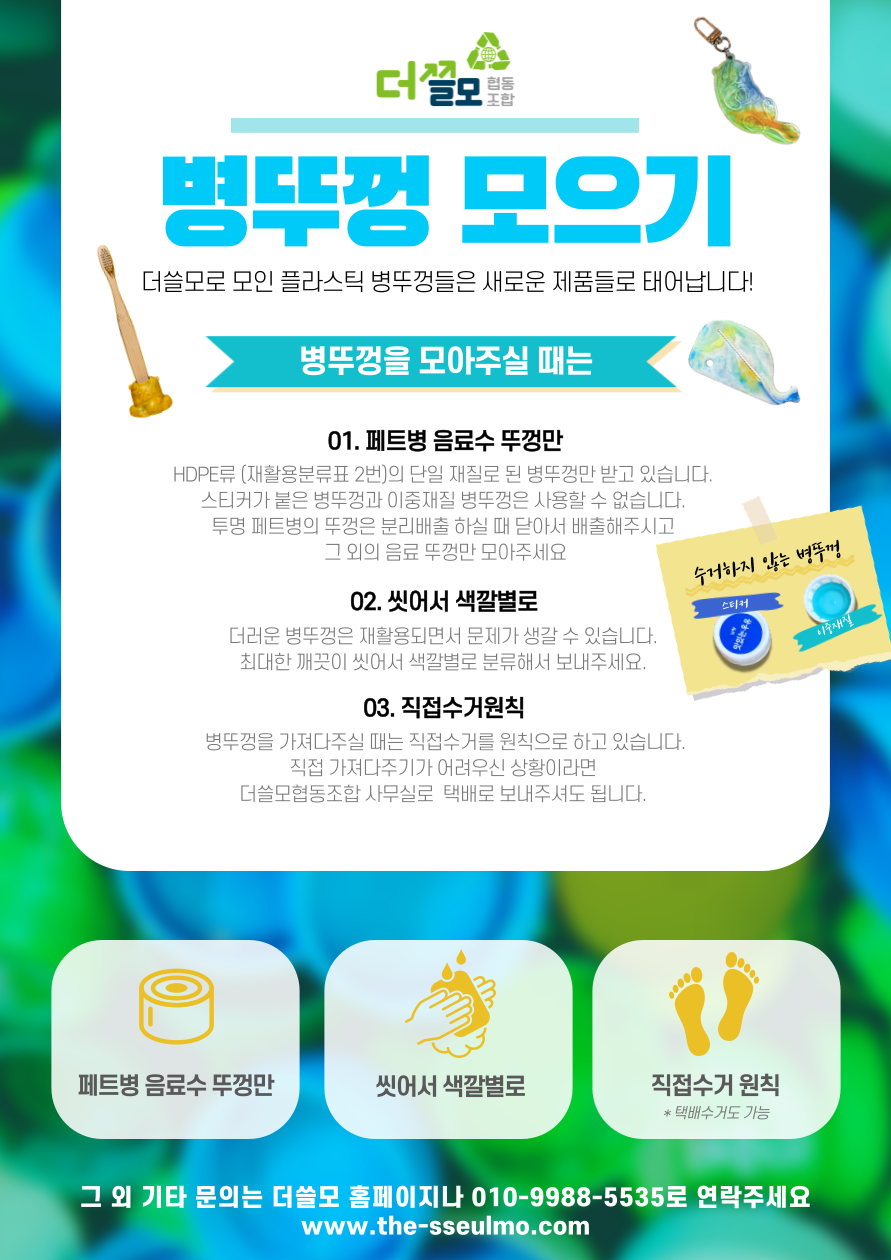 더쓸모 협동
조합
병뚜껑 모으기
더쓸모로 모인 플라스틱 병뚜껑들은 새로운 제품들로 태어납니다!
병뚜껑을 모아주실 때는
01. 페트병 음료수 뚜껑만
HDPE류 (재활용분류표 2번)의 단일 재질로 된 병뚜껑만 받고 있습니다.
스티커가 붙은 병뚜껑과 이중재질 병뚜껑은 사용할 수 없습니다.
투명 페트병의 뚜껑은 분리배출 하실 때 닫아서 배출해주시고
그 외의 음료 뚜껑만 모아주세요
수거하지 않는 병뚜껑
스티커
맛있는우유
이중재질
02. 씻어서 색깔별로
더러운 병뚜껑은 재활용되면서 문제가 생갈 수 있습니다.
최대한 깨끗이 씻어서 색깔별로 분류해서 보내주세요.
03. 직접수거원칙
병뚜껑을 가져다주실 때는 직접수거를 원칙으로 하고 있습니다.
직접 가져다주기가 어려우신 상황이라면
더쓸모협동조합 사무실로 택배로 보내주셔도 됩니다.
페트병 음료수 뚜껑만
씻어서 색깔별로
직접수거 원칙
* 택배수거도 가능
그 외 기타 문의는 더쓸모 홈페이지나 010-9988-5535로 연락주세요
www.the-sseulmo.com